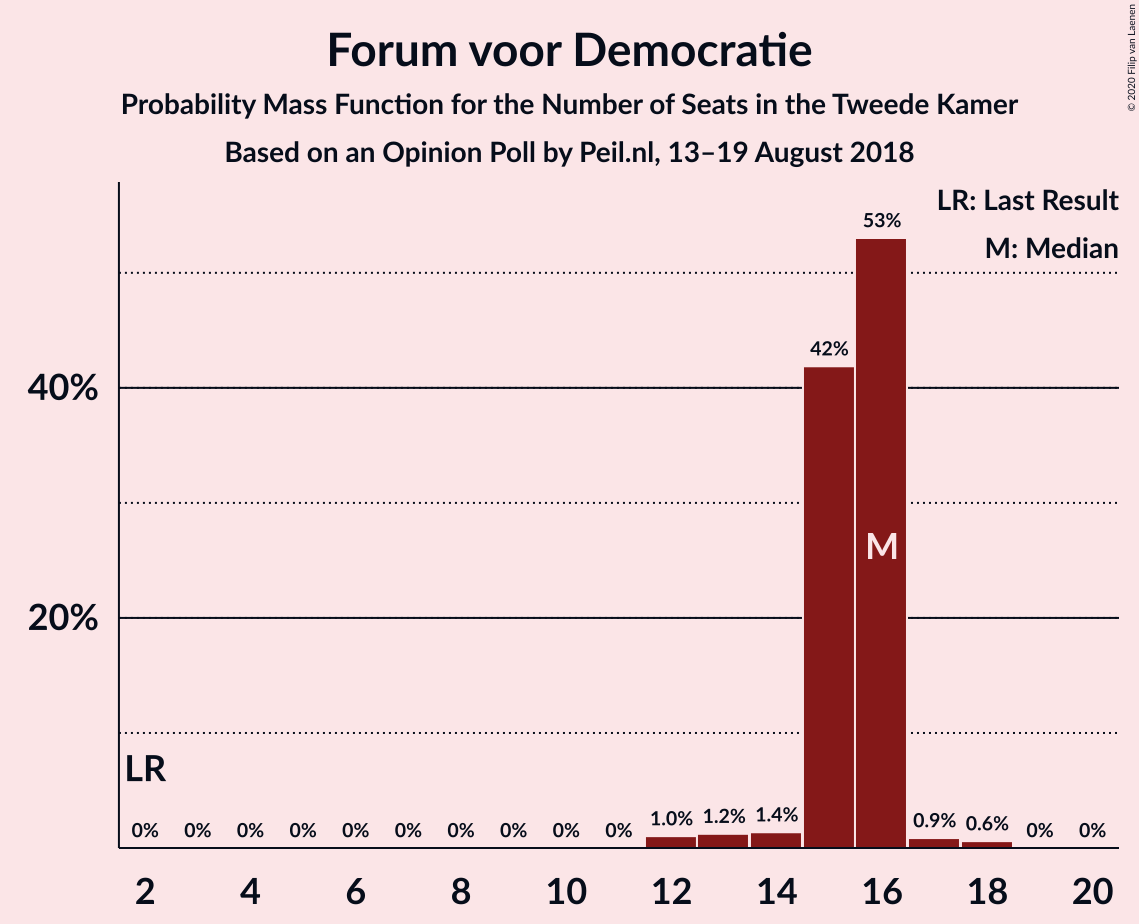 Forum voor Democratie
Probability Mass Function for the Number of Seats in the Tweede Kamer
Based on an Opinion Poll by Peil.nl, 13–19 August 2018
© 2020 Filip van Laenen
LR: Last Result
M: Median
53%
42%
40%
M
20%
LR
0% 0% 0% 0% 0% 0% 0% 0% 0% 0% 1.0% 1.2% 1.4% 0.9% 0.6% 0% 0%
2 4 6 8 10 12 14 16 18 20